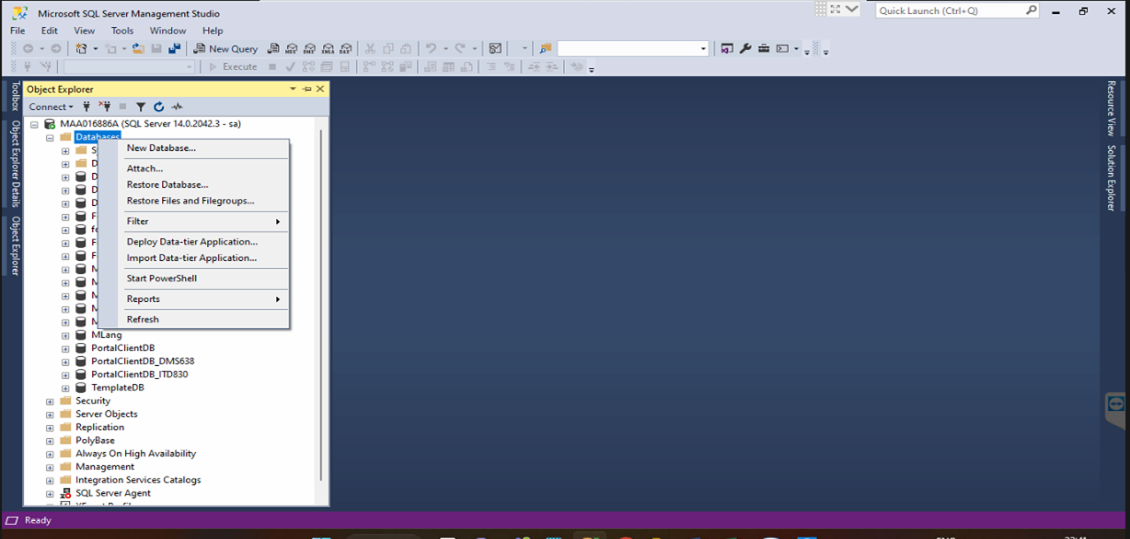 Microsoft SQL Server Management Studio
Quick Launch (Ctrl+Q)
File Edit View Tools Window Help
New Query
Execute
Toolbox
Object Explorer Details
Object Explorer
Object Explorer
Connect
MAA016886A (SQL Server 14.0.2042.3 - sa)
Databases
New Database...
Attach...
Restore Database...
Restore Files and Filegroups...
Filter
Deploy Data-tier Application...
Import Data-tier Application...
Start PowerShell
Reports
Refresh
MLang
PortalClientDB
PortalClientDB_DMS638
PortalClientDB_ITD830
TemplateDB
Security
Server Objects
Replication
PolyBase
Always On High Availability
Management
Integration Services Catalogs
SQL Server Agent
Resource View
Solution Explorer
Ready